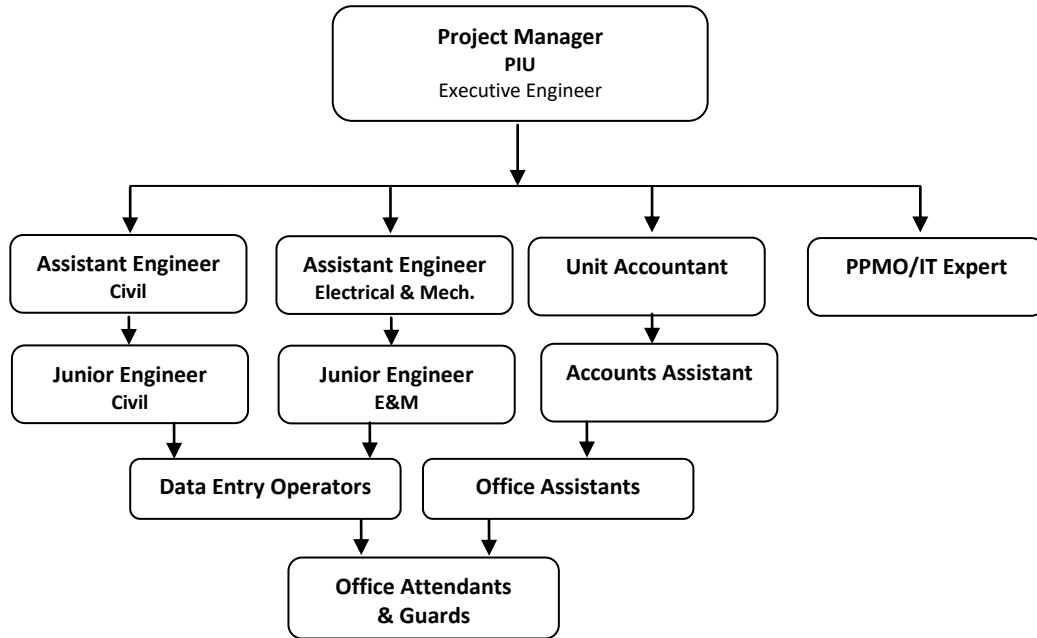 Project Manager
PIU
Executive Engineer
Assistant Engineer
Civil
Assistant Engineer
Electrical & Mech.
Unit Accountant
PPMO/IT Expert
Junior Engineer
Civil
Junior Engineer
E&M
Accounts Assistant
Data Entry Operators
Office Assistants
Office Attendants
& Guards